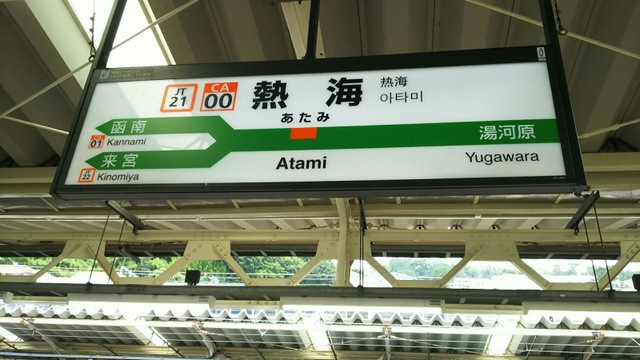 JT
21
CA
00
熱海
热海
아타미
あたみ
Atami
函南
CA
01
Kannami
来宮
JT
22
Kinomiya
湯河原
Yugawara